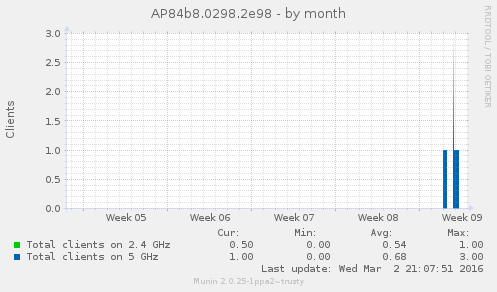 AP84b8.0298.2e98 - by month
RRDTOOL / TOBI OETIKER
Clients
3.0
2.5
2.0
1.5
1.0
0.5
0.0
Week 05 Week 06 Week 07 Week 08 Week 09
Cur: Min: Avg: Max:
Total clients on 2.4 GHz 0.50 0.00 0.54 1.00
Total clients on 5 GHz 1.00 0.00 0.68 3.00
Last update: Wed Mar 2 21:07:51 2016
Munin 2.0.25-1ppa2~trusty